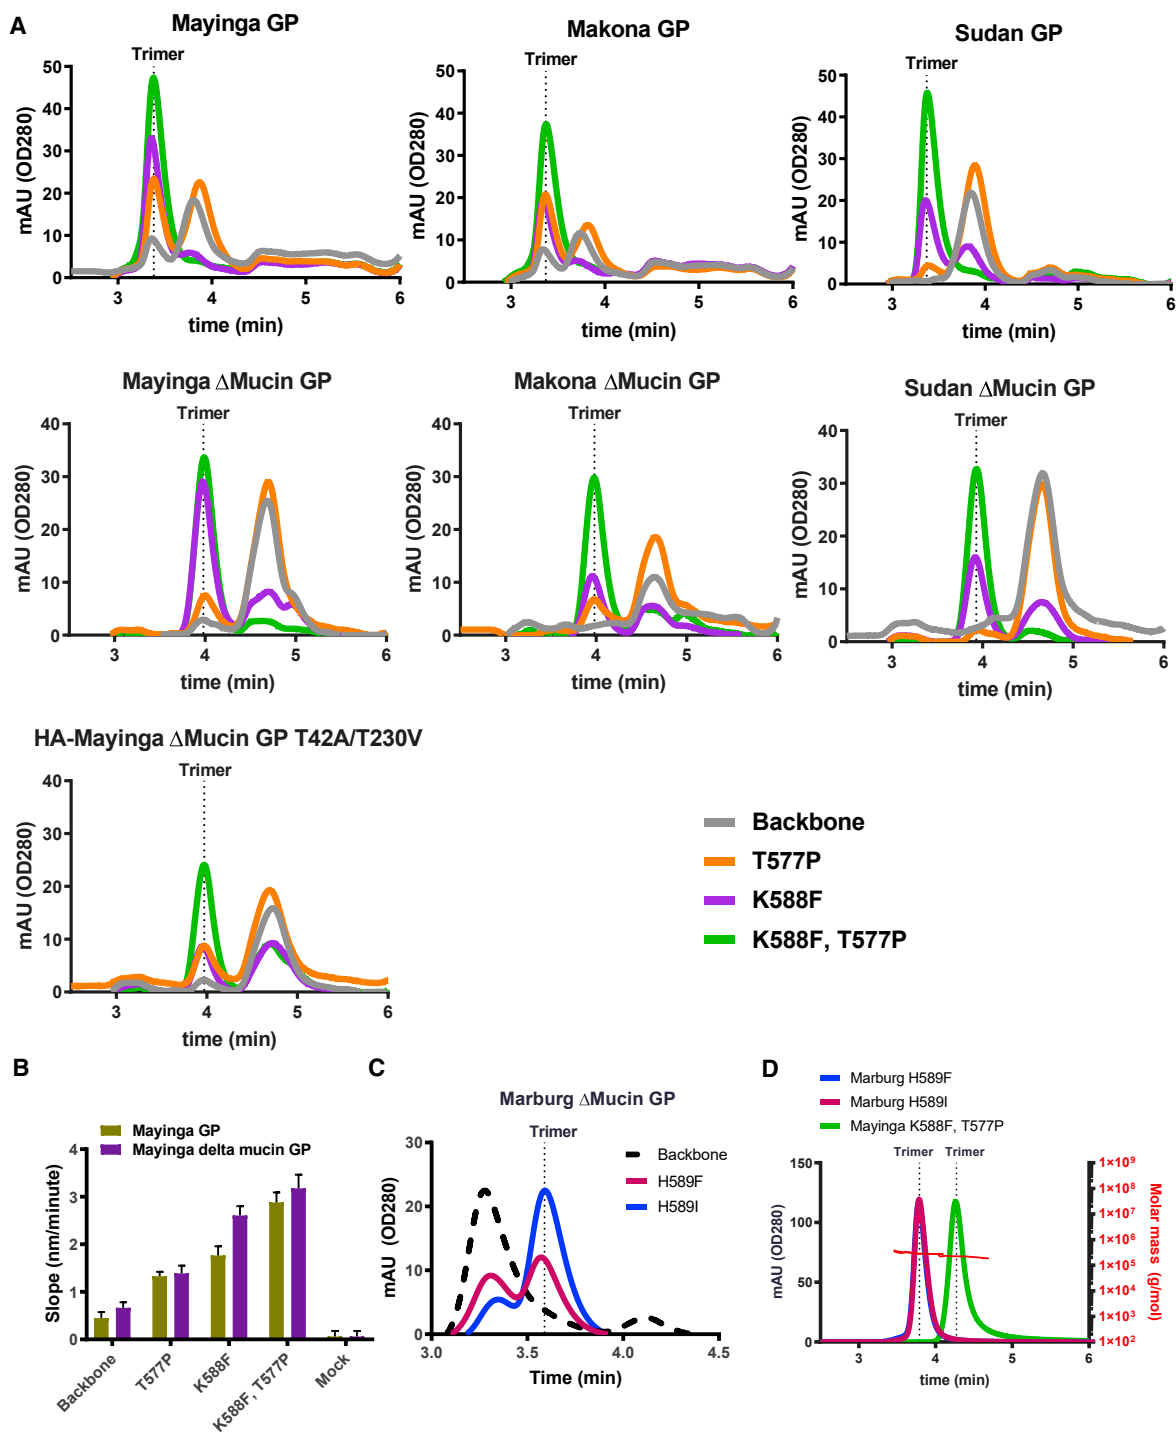 A
Mayinga GP
Trimer
50
40
30
20
10
0
mAU (OD280)
3
4
5
6
time (min)
Makona GP
Trimer
50
40
30
20
10
0
mAU (OD280)
3
4
5
6
time (min)
Sudan GP
Trimer
50
40
30
20
10
0
mAU (OD280)
3
4
5
6
time (min)
Mayinga ΔMucin GP
Trimer
40
30
20
10
0
mAU (OD280)
3
4
5
6
time (min)
Makona ΔMucin GP
Trimer
40
30
20
10
0
mAU (OD280)
3
4
5
6
time (min)
Sudan ΔMucin GP
Trimer
40
30
20
10
0
mAU (OD280)
3
4
5
6
time (min)
HA-Mayinga ΔMucin GP T42A/T230V
Trimer
40
30
20
10
0
mAU (OD280)
3
4
5
6
time (min)
Backbone
T577P
K588F
K588F, T577P
B
Mayinga GP
Mayinga delta mucin GP
4
3
2
1
0
Slope (nm/minute)
Backbone
T577P
K588F
K588F, T577P
Mock
C
Marburg ΔMucin GP
Trimer
Backbone
H589F
H589I
30
20
10
0
mAU (OD280)
3.0
3.5
4.0
4.5
Time (min)
D
Marburg H589F
Marburg H589I
Mayinga K588F, T577P
Trimer
Trimer
150
100
50
0
mAU (OD280)
3
4
5
6
time (min)
1×10⁹
1×10⁸
1×10⁷
1×10⁶
1×10⁵
1×10⁴
1×10³
1×10²
Molar mass (g/mol)